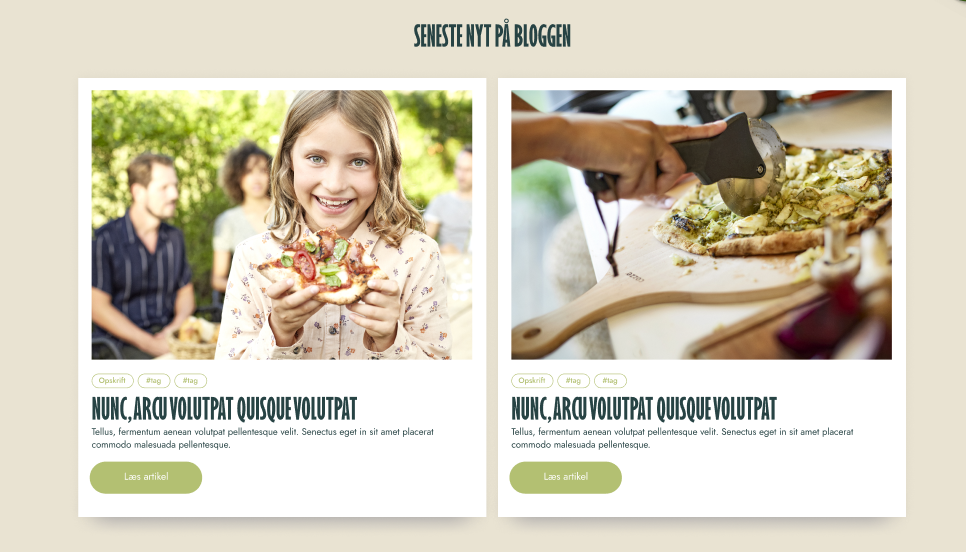 SENESTE NYT PÅ BLOGGEN
Opskrift #tag #tag
NUNC, ARCU VOLUTPAT QUISQUE VOLUTPAT
Tellus, fermentum aenean volutpat pellentesque velit. Senectus eget in sit amet placerat
commodo malesuada pellentesque.
Læs artikel
Opskrift #tag #tag
NUNC, ARCU VOLUTPAT QUISQUE VOLUTPAT
Tellus, fermentum aenean volutpat pellentesque velit. Senectus eget in sit amet placerat
commodo malesuada pellentesque.
Læs artikel